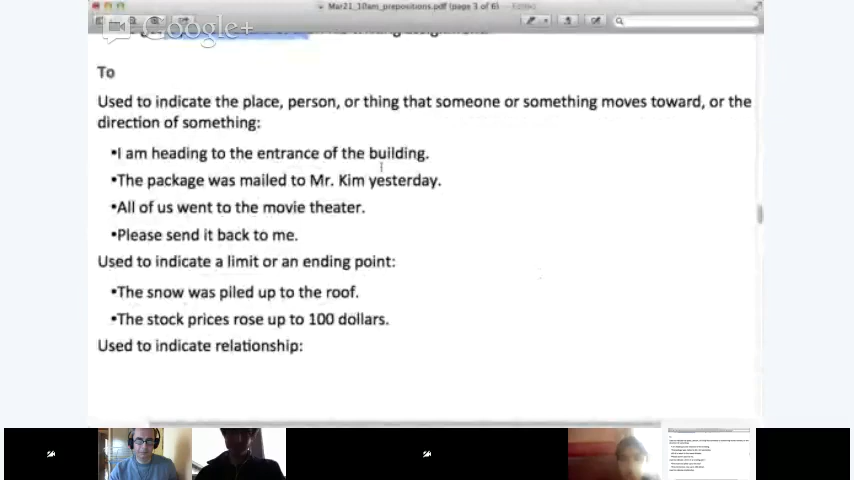 Mar21_10am_prepositions.pdf (page 3 of 6)
Google+
To
Used to indicate the place, person, or thing that someone or something moves toward, or the
direction of something:
•I am heading to the entrance of the building.
•The package was mailed to Mr. Kim yesterday.
•All of us went to the movie theater.
•Please send it back to me.
Used to indicate a limit or an ending point:
•The snow was piled up to the roof.
•The stock prices rose up to 100 dollars.
Used to indicate relationship: